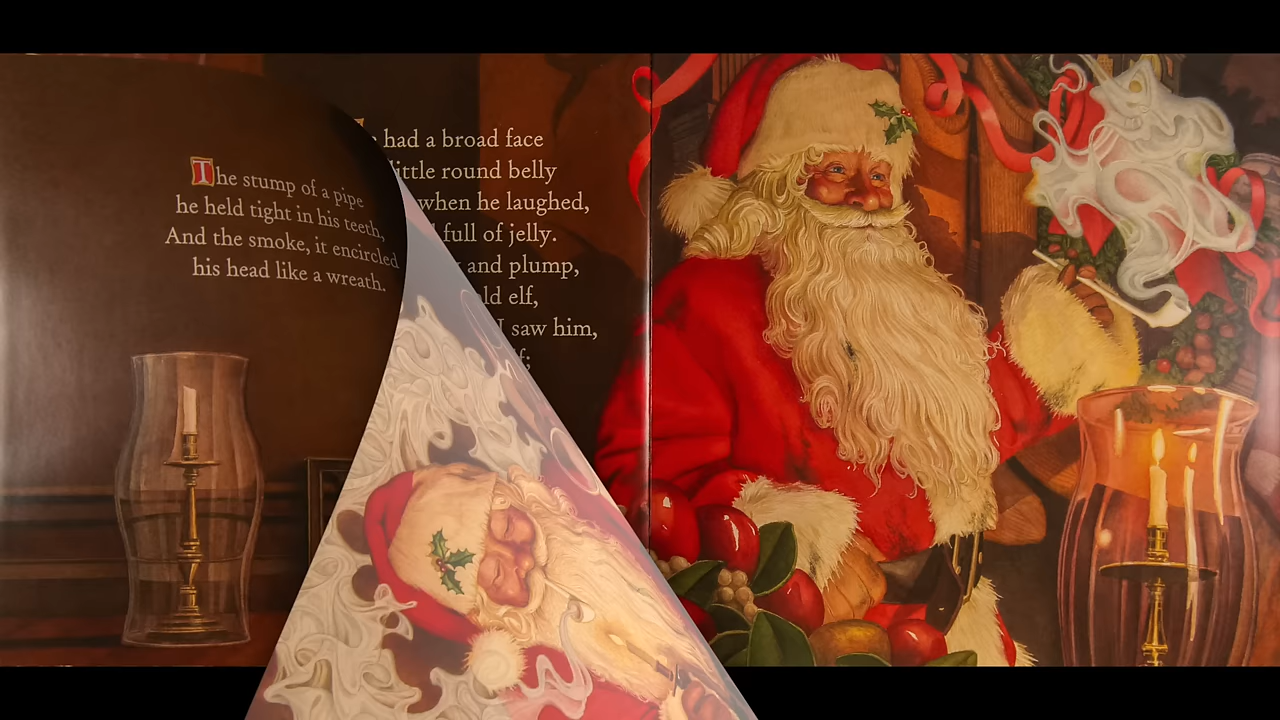 The stump of a pipe
he held tight in his teeth,
And the smoke, it encircled
his head like a wreath.
had a broad face
little round belly
when he laughed,
full of jelly.
and plump,
elf,
I saw him,